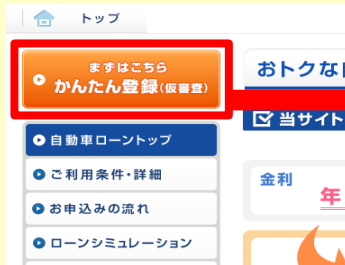 トップ
まずはこちら
かんたん登録(仮審査)
自動車ローントップ
ご利用条件・詳細
お申込みの流れ
ローンシミュレーション
おトクな
当サイト
金利
年